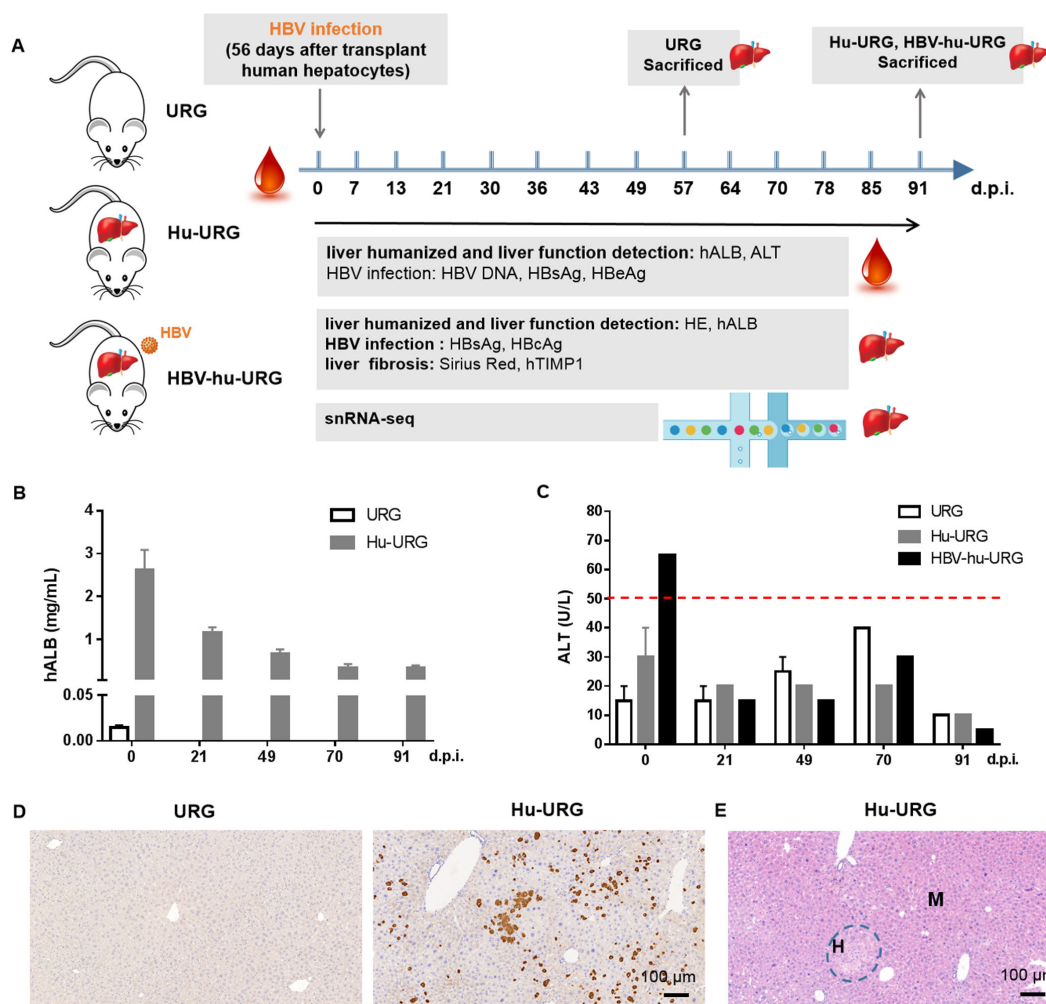 A
HBV infection
(56 days after transplant
human hepatocytes)
URG
Sacrificed
Hu-URG, HBV-hu-URG
Sacrificed
URG
0 7 13 21 30 36 43 49 57 64 70 78 85 91 d.p.i.
Hu-URG
liver humanized and liver function detection: hALB, ALT
HBV infection: HBV DNA, HBsAg, HBeAg
HBV
HBV-hu-URG
liver humanized and liver function detection: HE, hALB
HBV infection : HBsAg, HBcAg
liver fibrosis: Sirius Red, hTIMP1
snRNA-seq
B
hALB (mg/mL)
4
3
2
1
0.05
0.00
URG
Hu-URG
0 21 49 70 91 d.p.i.
C
ALT (U/L)
80
70
60
50
40
30
20
10
0
URG
Hu-URG
HBV-hu-URG
0 21 49 70 91 d.p.i.
D
URG
Hu-URG
100 μm
E
Hu-URG
M
H
100 μm